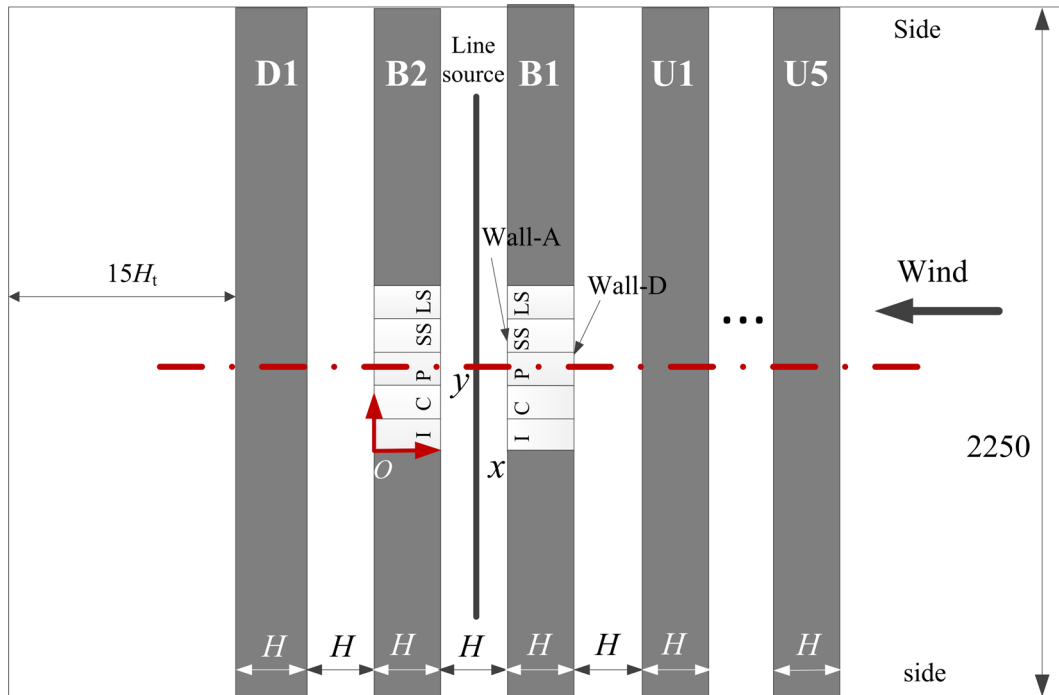 Side
D1
B2
Line
source
B1
U1
U5
Wall-A
Wall-D
15Ht
Wind
LS
SS
P
C
I
LS
SS
P
C
I
...
y
O
x
2250
H
H
H
H
H
H
H
H
side